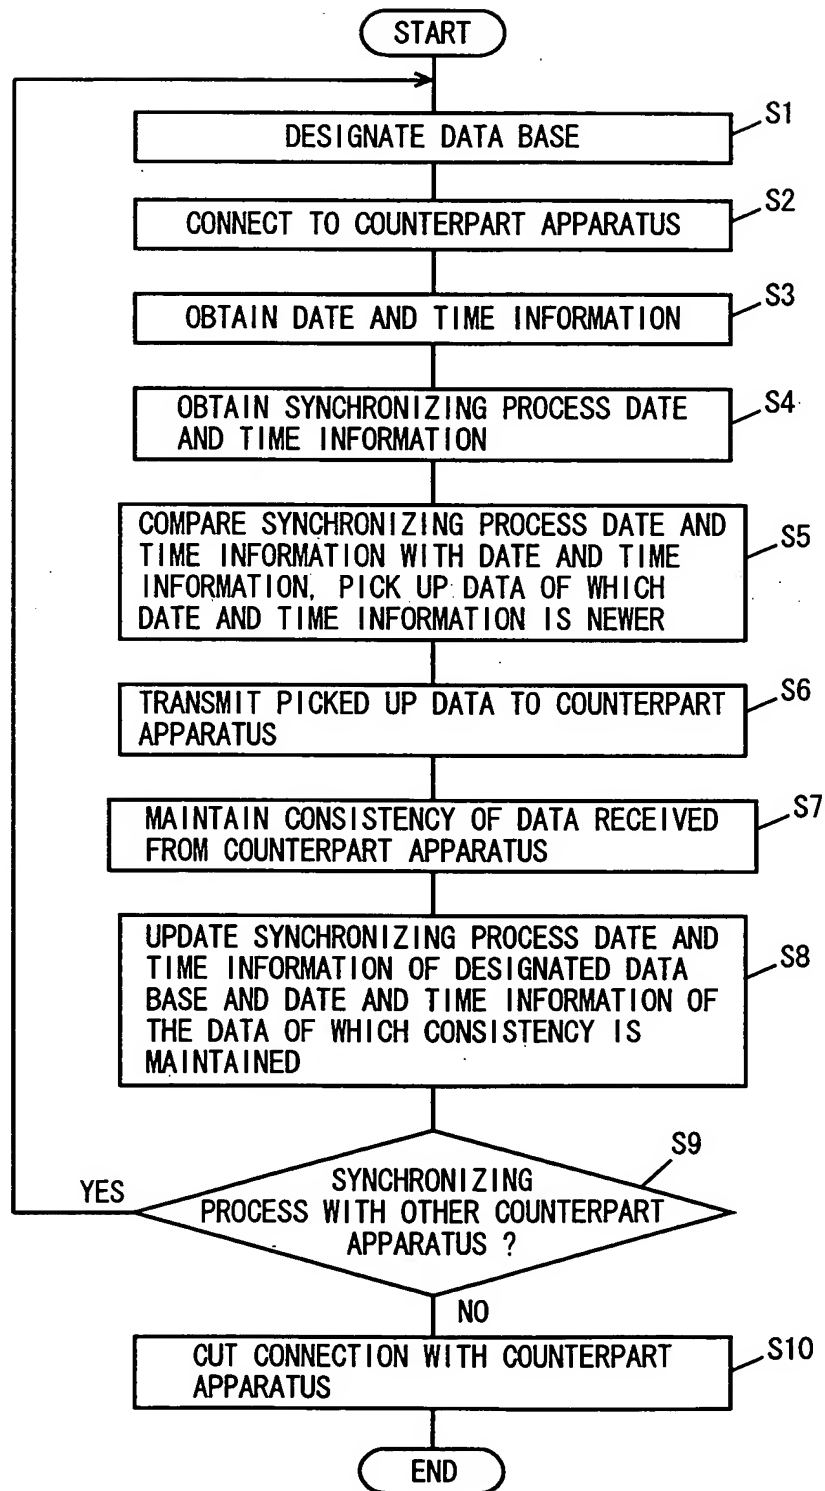 START
S1
DESIGNATE DATA BASE
S2
CONNECT TO COUNTERPART APPARATUS
S3
OBTAIN DATE AND TIME INFORMATION
S4
OBTAIN SYNCHRONIZING PROCESS DATE
AND TIME INFORMATION
S5
COMPARE SYNCHRONIZING PROCESS DATE AND
TIME INFORMATION WITH DATE AND TIME
INFORMATION, PICK UP DATA OF WHICH
DATE AND TIME INFORMATION IS NEWER
S6
TRANSMIT PICKED UP DATA TO COUNTERPART
APPARATUS
S7
MAINTAIN CONSISTENCY OF DATA RECEIVED
FROM COUNTERPART APPARATUS
S8
UPDATE SYNCHRONIZING PROCESS DATE AND
TIME INFORMATION OF DESIGNATED DATA
BASE AND DATE AND TIME INFORMATION OF
THE DATA OF WHICH CONSISTENCY IS
MAINTAINED
S9
SYNCHRONIZING
PROCESS WITH OTHER COUNTERPART
APPARATUS ?
YES
NO
S10
CUT CONNECTION WITH COUNTERPART
APPARATUS
END